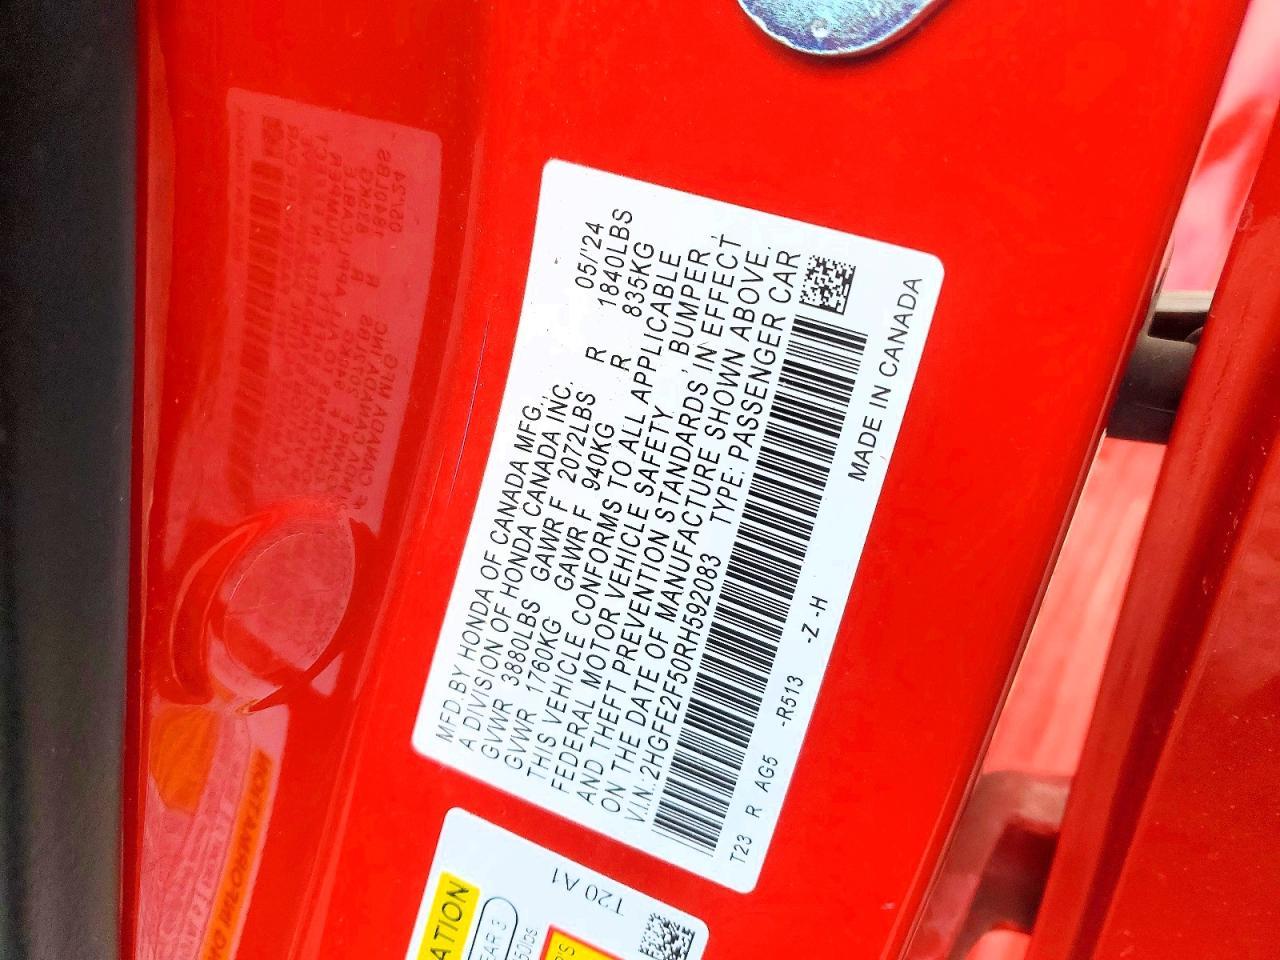 MFD.BY HONDA OF CANADA MFG., 05/'24
A DIVISION OF HONDA CANADA INC.
GVWR 3880LBS GAWR F 2072LBS R 1840LBS
GVWR 1760KG GAWR F 940KG R 835KG
THIS VEHICLE CONFORMS TO ALL APPLICABLE
FEDERAL MOTOR VEHICLE SAFETY, BUMPER,
AND THEFT PREVENTION STANDARDS IN EFFECT
ON THE DATE OF MANUFACTURE SHOWN ABOVE.
V.I.N.:2HGFE2F50RH592083 TYPE: PASSENGER CAR
T23 R AG5 -R513 -Z -H
MADE IN CANADA
T20 A1